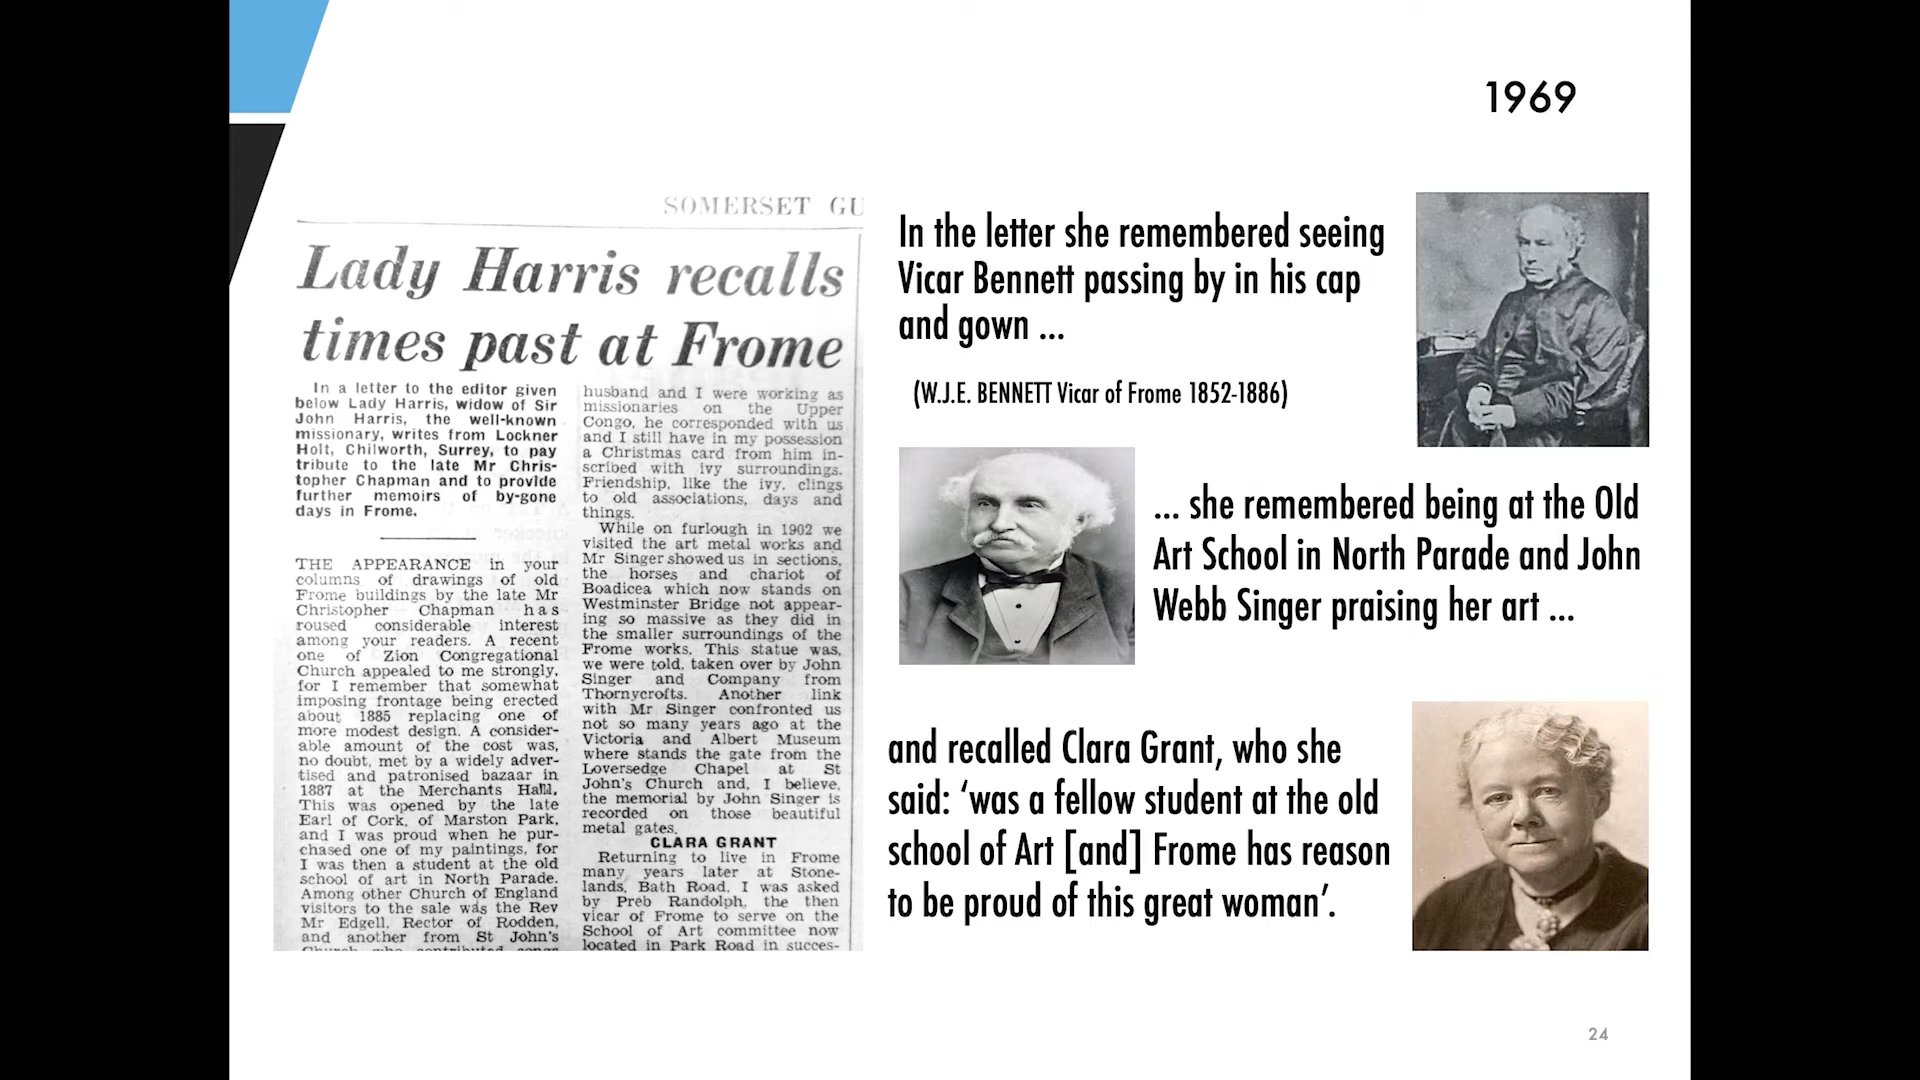 1969
SOMERSET GU
Lady Harris recalls
times past at Frome
In a letter to the editor given
below Lady Harris, widow of Sir
John Harris, the well-known
missionary, writes from Lockner
Holt, Chilworth, Surrey, to pay
tribute to the late Mr Chris-
topher Chapman and to provide
further memoirs of by-gone
days in Frome.
THE APPEARANCE in your
columns of drawings of old
Frome buildings by the late Mr
Christopher Chapman has
roused considerable interest
among your readers. A recent
one of Zion Congregational
Church appealed to me strongly,
for I remember that somewhat
imposing frontage being erected
about 1885 replacing one of
more modest design. A consider-
able amount of the cost was,
no doubt, met by a widely adver-
tised and patronised bazaar in
1887 at the Merchants Hall.
This was opened by the late
Earl of Cork, of Marston Park,
and I was proud when he pur-
chased one of my paintings, for
I was then a student at the old
school of art in North Parade.
Among other Church of England
visitors to the sale was the Rev
Mr Edgell, Rector of Rodden,
and another from St John's
Church who contributed songs
husband and I were working as
missionaries on the Upper
Congo, he corresponded with us
and I still have in my possession
a Christmas card from him in-
scribed with ivy surroundings.
Friendship, like the ivy, clings
to old associations, days and
things.
While on furlough in 1902 we
visited the art metal works and
Mr Singer showed us in sections,
the horses and chariot of
Boadicea which now stands on
Westminster Bridge not appear-
ing so massive as they did in
the smaller surroundings of the
Frome works. This statue was,
we were told, taken over by John
Singer and Company from
Thornycrofts. Another link
with Mr Singer confronted us
not so many years ago at the
Victoria and Albert Museum
where stands the gate from the
Loversedge Chapel at St
John's Church and, I believe,
the memorial by John Singer is
recorded on those beautiful
metal gates.
CLARA GRANT
Returning to live in Frome
many years later at Stone-
lands, Bath Road, I was asked
by Preb Randolph, the then
vicar of Frome to serve on the
School of Art committee now
located in Park Road in succes-
In the letter she remembered seeing
Vicar Bennett passing by in his cap
and gown ...
(W.J.E. BENNETT Vicar of Frome 1852-1886)
... she remembered being at the Old
Art School in North Parade and John
Webb Singer praising her art ...
and recalled Clara Grant, who she
said: ‘was a fellow student at the old
school of Art [and] Frome has reason
to be proud of this great woman’.
24